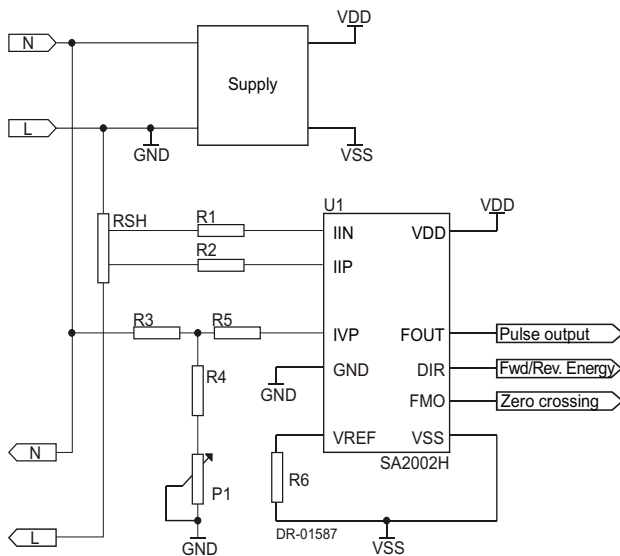 VDD
N
Supply
L
GND
VSS
U1
VDD
RSH
R1
IIN
VDD
R2
IIP
R3
R5
IVP
FOUT
Pulse output
R4
GND
DIR
Fwd/Rev. Energy
GND
FMO
Zero crossing
VREF
VSS
N
SA2002H
R6
P1
L
DR-01587
GND
VSS